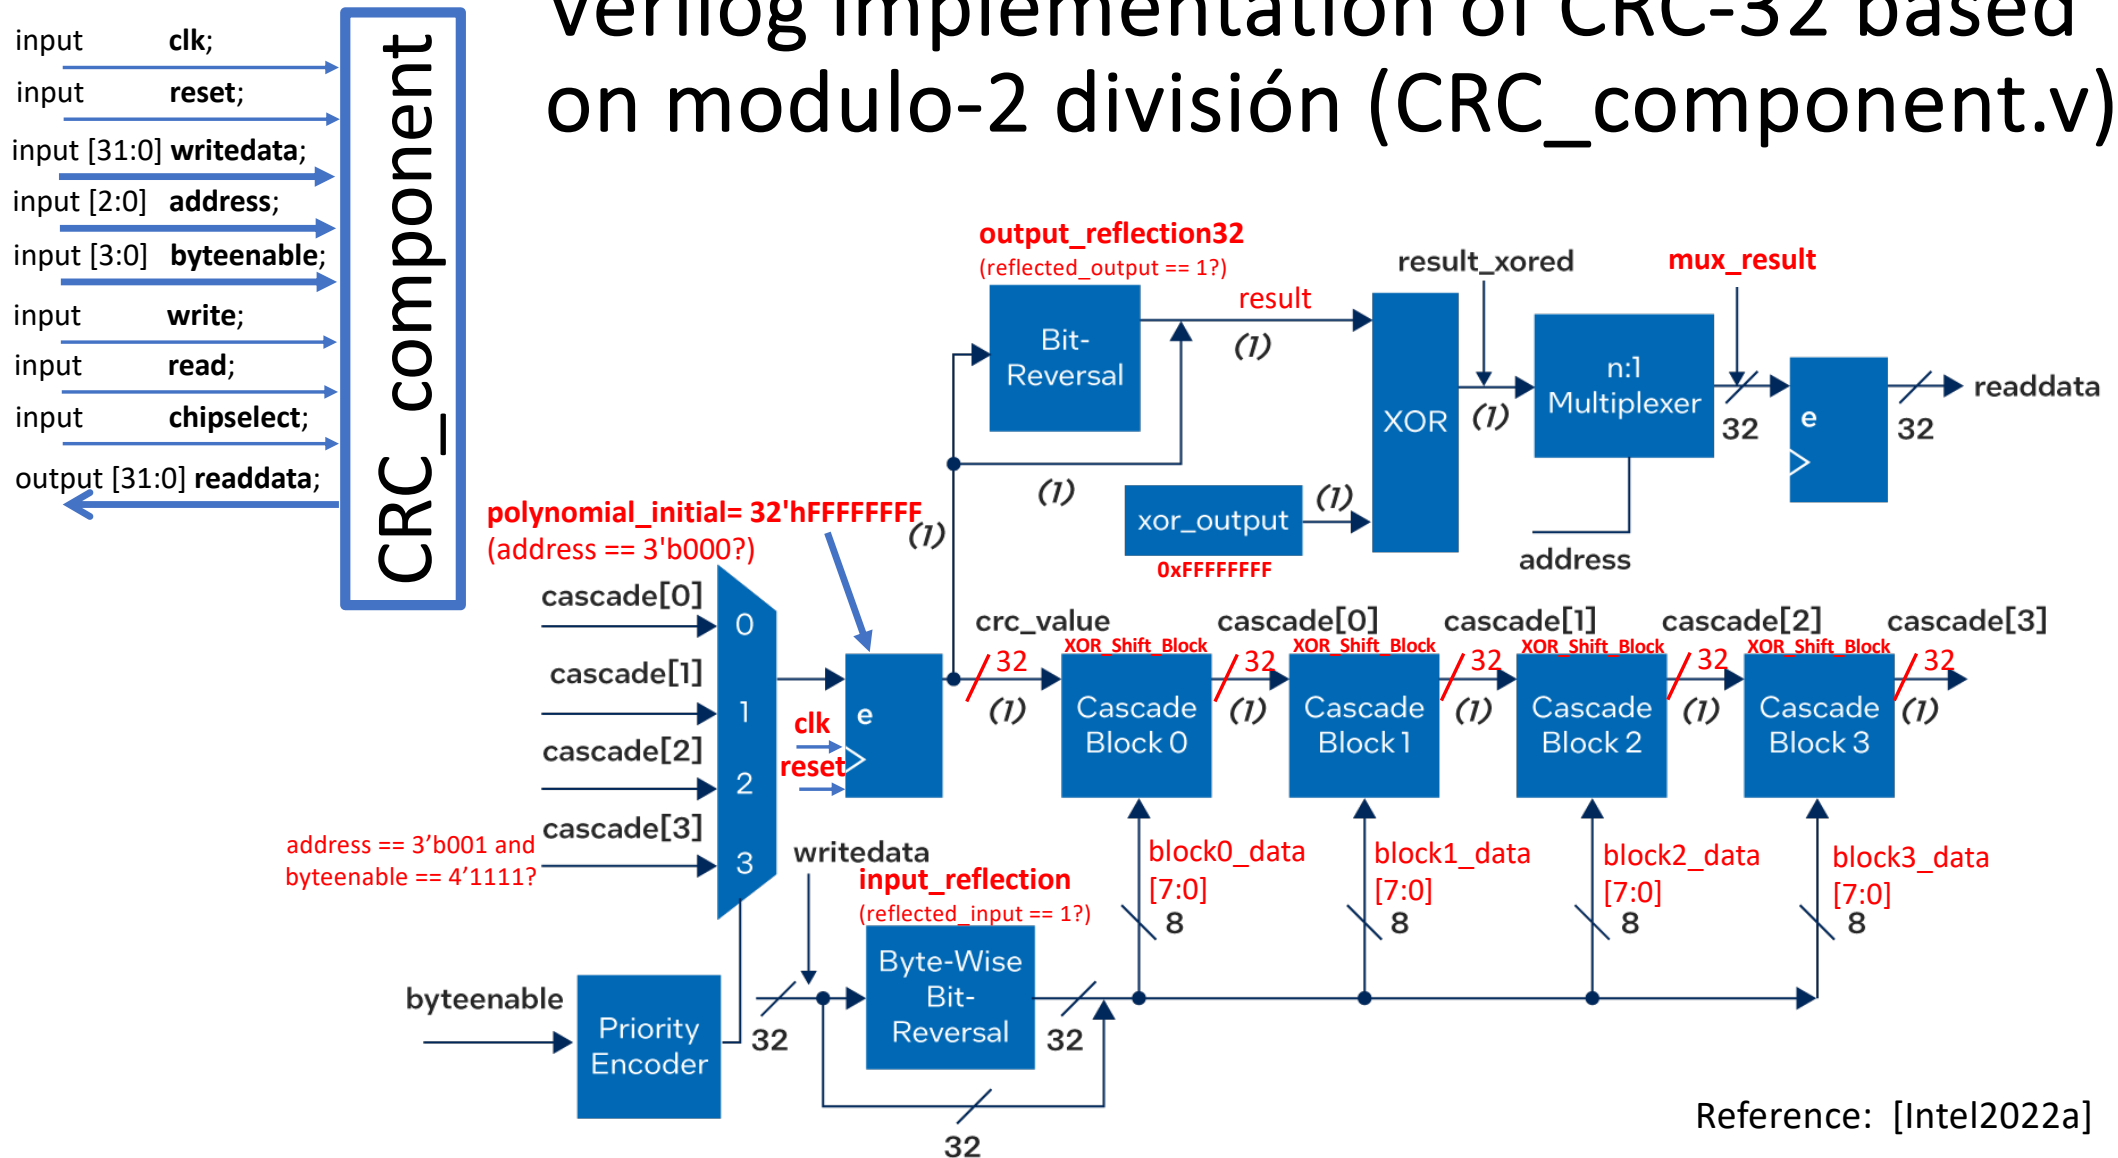 Verilog implementation of CRC-32 based
on modulo-2 división (CRC_component.v)
input clk;
input reset;
input [31:0] writedata;
input [2:0] address;
input [3:0] byteenable;
input write;
input read;
input chipselect;
output [31:0] readdata;
CRC_component
output_reflection32
(reflected_output == 1?)
Bit-
Reversal
result
(1)
(1)
result_xored
mux_result
XOR
(1)
n:1
Multiplexer
32
e
32
readdata
xor_output
(1)
0xFFFFFFFF
address
polynomial_initial= 32'hFFFFFFFF
(address == 3'b000?)
(1)
cascade[0]
0
cascade[1]
1
cascade[2]
2
cascade[3]
3
address == 3’b001 and
byteenable == 4’1111?
clk
reset
e
crc_value
32
(1)
XOR_Shift_Block
Cascade
Block 0
cascade[0]
32
(1)
XOR_Shift_Block
Cascade
Block 1
cascade[1]
32
(1)
XOR_Shift_Block
Cascade
Block 2
cascade[2]
32
(1)
XOR_Shift_Block
Cascade
Block 3
cascade[3]
32
(1)
writedata
input_reflection
(reflected_input == 1?)
Byte-Wise
Bit-
Reversal
32
32
32
block0_data
[7:0]
8
block1_data
[7:0]
8
block2_data
[7:0]
8
block3_data
[7:0]
8
byteenable
Priority
Encoder
Reference: [Intel2022a]